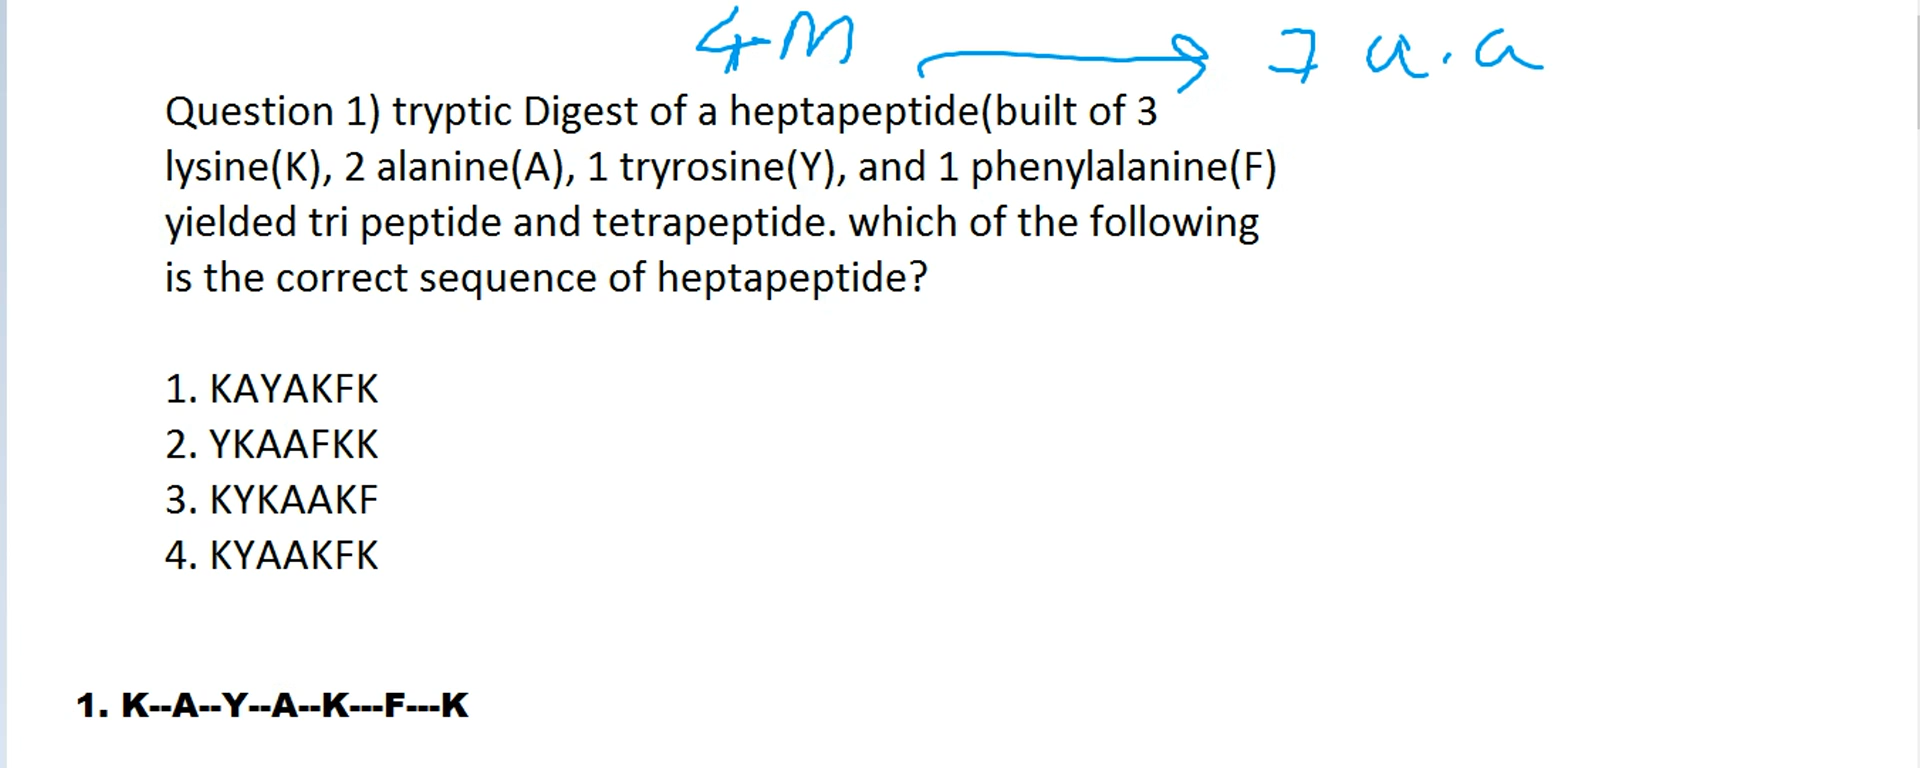 4 M → 7 a.a
Question 1) tryptic Digest of a heptapeptide(built of 3
lysine(K), 2 alanine(A), 1 tryrosine(Y), and 1 phenylalanine(F)
yielded tri peptide and tetrapeptide. which of the following
is the correct sequence of heptapeptide?
1. KAYAKFK
2. YKAAFKK
3. KYKAAKF
4. KYAAKFK
1. K--A--Y--A--K---F---K